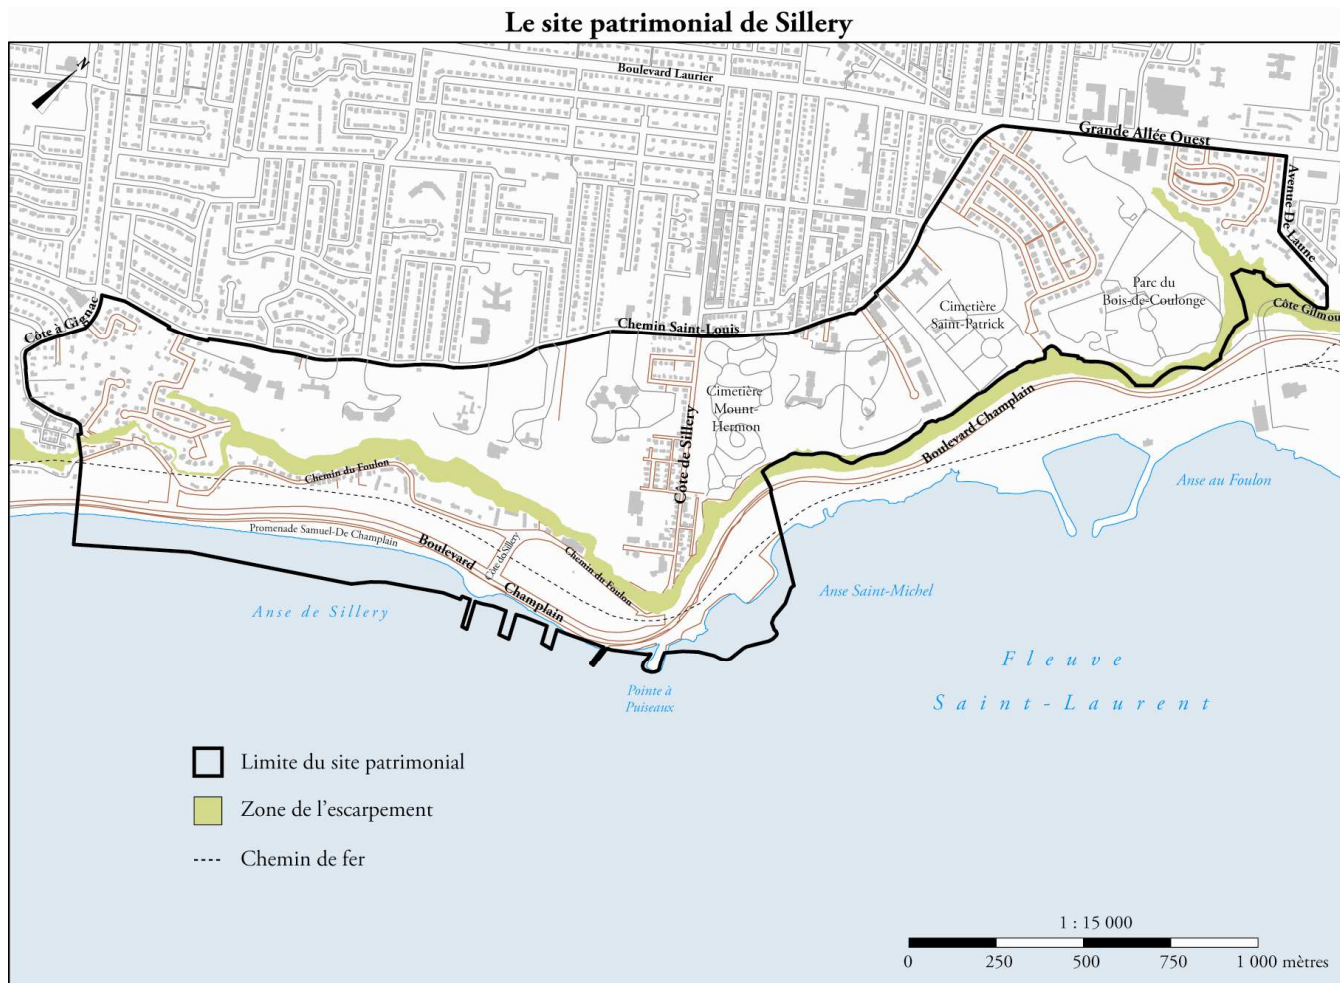 Le site patrimonial de Sillery
N
Boulevard Laurier
Grande Allée Ouest
Avenue De Laune
Côte à Gignac
Chemin Saint-Louis
Cimetière
Saint-Patrick
Parc du
Bois-de-Coulonge
Côte Gilmou
Cimetière
Mount-
Hermon
Côte de Sillery
Boulevard Champlain
Chemin du Foulon
Anse au Foulon
Promenade Samuel-De Champlain
Boulevard
Champlain
Côte de Sillery
Chemin du Foulon
Anse de Sillery
Anse Saint-Michel
Fleuve
Saint-Laurent
Pointe à
Puiseaux
Limite du site patrimonial
Zone de l'escarpement
Chemin de fer
1 : 15 000
0 250 500 750 1 000 mètres